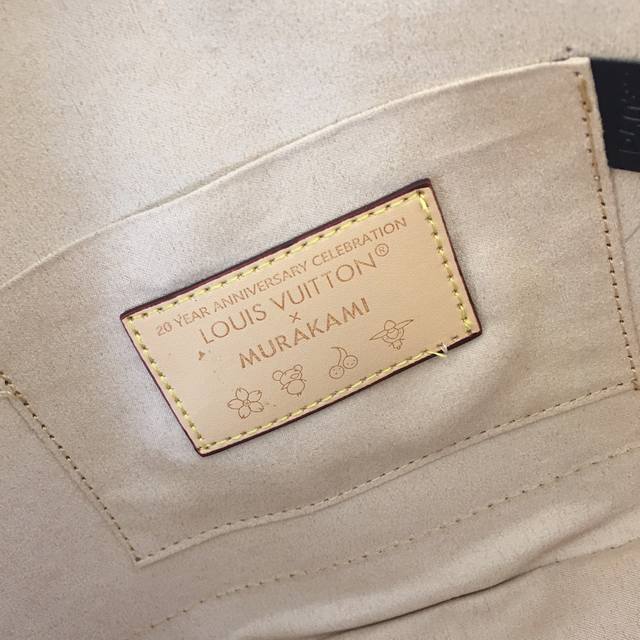 20 YEAR ANNIVERSARY CELEBRATION
LOUIS VUITTON®
×
MURAKAMI